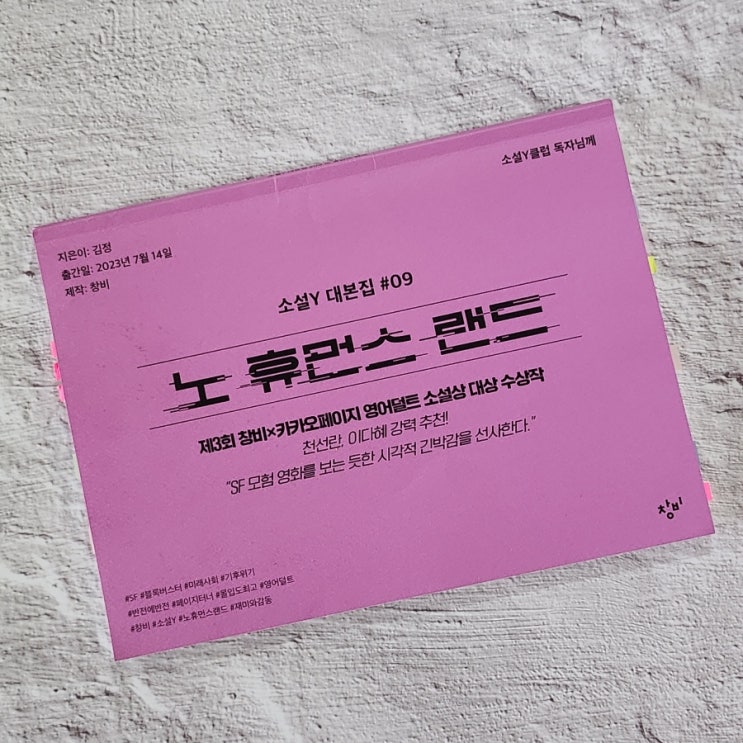 소설Y클럽 독자님께
지은이: 김정
출간일: 2023년 7월 14일
제작: 창비
소설Y 대본집 #09
노 휴먼스 랜드
제3회 창비×카카오페이지 영어덜트 소설상 대상 수상작
천선란, 이다혜 강력 추천!
“SF 모험 영화를 보는 듯한 시각적 긴박감을 선사한다.”
창비
#SF #블록버스터 #미래사회 #기후위기
#반전에반전 #페이지터너 #몰입도최고 #영어덜트
#창비 #소설Y #노휴먼스랜드 #재미와감동